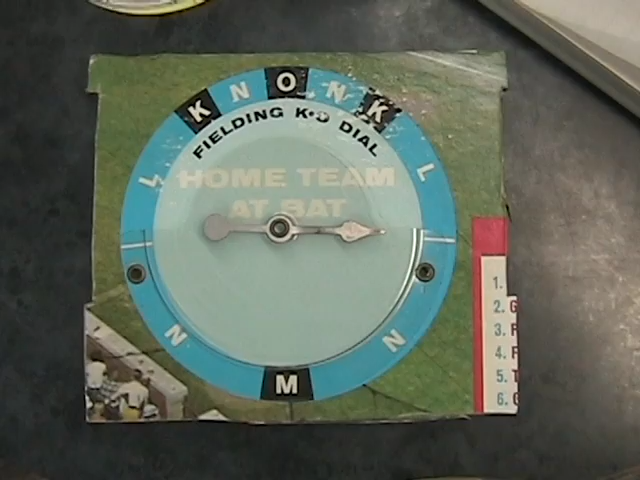 K N O N K
FIELDING K·O DIAL
L L
HOME TEAM
AT BAT
N N
M
1.
2. G
3. F
4. F
5. T
6. G